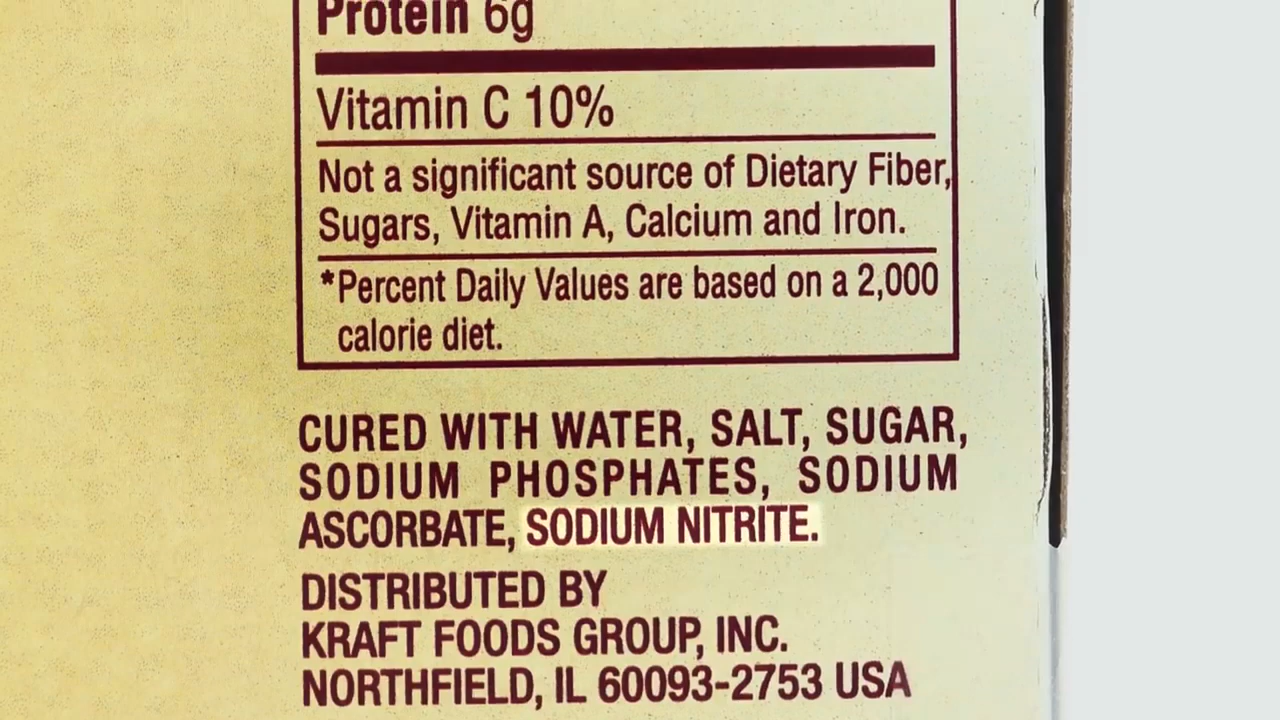 Protein 6g
Vitamin C 10%
Not a significant source of Dietary Fiber,
Sugars, Vitamin A, Calcium and Iron.
*Percent Daily Values are based on a 2,000
calorie diet.
CURED WITH WATER, SALT, SUGAR,
SODIUM PHOSPHATES, SODIUM
ASCORBATE, SODIUM NITRITE.
DISTRIBUTED BY
KRAFT FOODS GROUP, INC.
NORTHFIELD, IL 60093-2753 USA